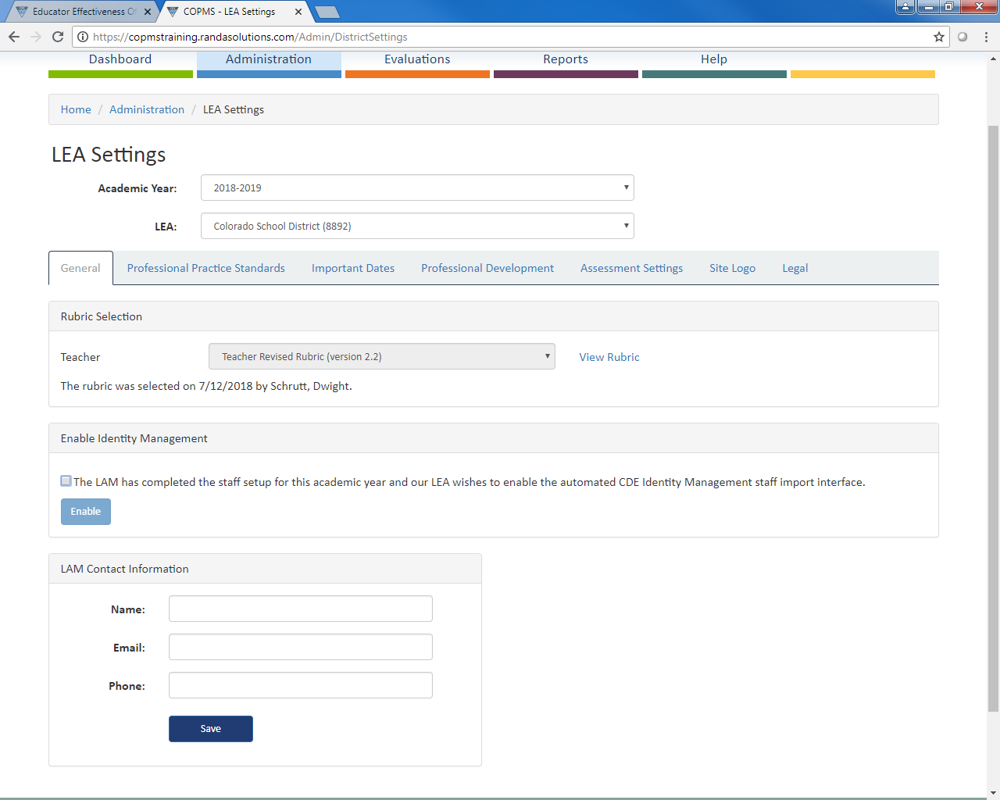 Educator Effectiveness Of
COPMS - LEA Settings
https://copmstraining.randasolutions.com/Admin/DistrictSettings
Dashboard Administration Evaluations Reports Help
Home / Administration / LEA Settings
LEA Settings
Academic Year: 2018-2019
LEA: Colorado School District (8892)
General Professional Practice Standards Important Dates Professional Development Assessment Settings Site Logo Legal
Rubric Selection
Teacher Teacher Revised Rubric (version 2.2) View Rubric
The rubric was selected on 7/12/2018 by Schrutt, Dwight.
Enable Identity Management
The LAM has completed the staff setup for this academic year and our LEA wishes to enable the automated CDE Identity Management staff import interface.
Enable
LAM Contact Information
Name:
Email:
Phone:
Save